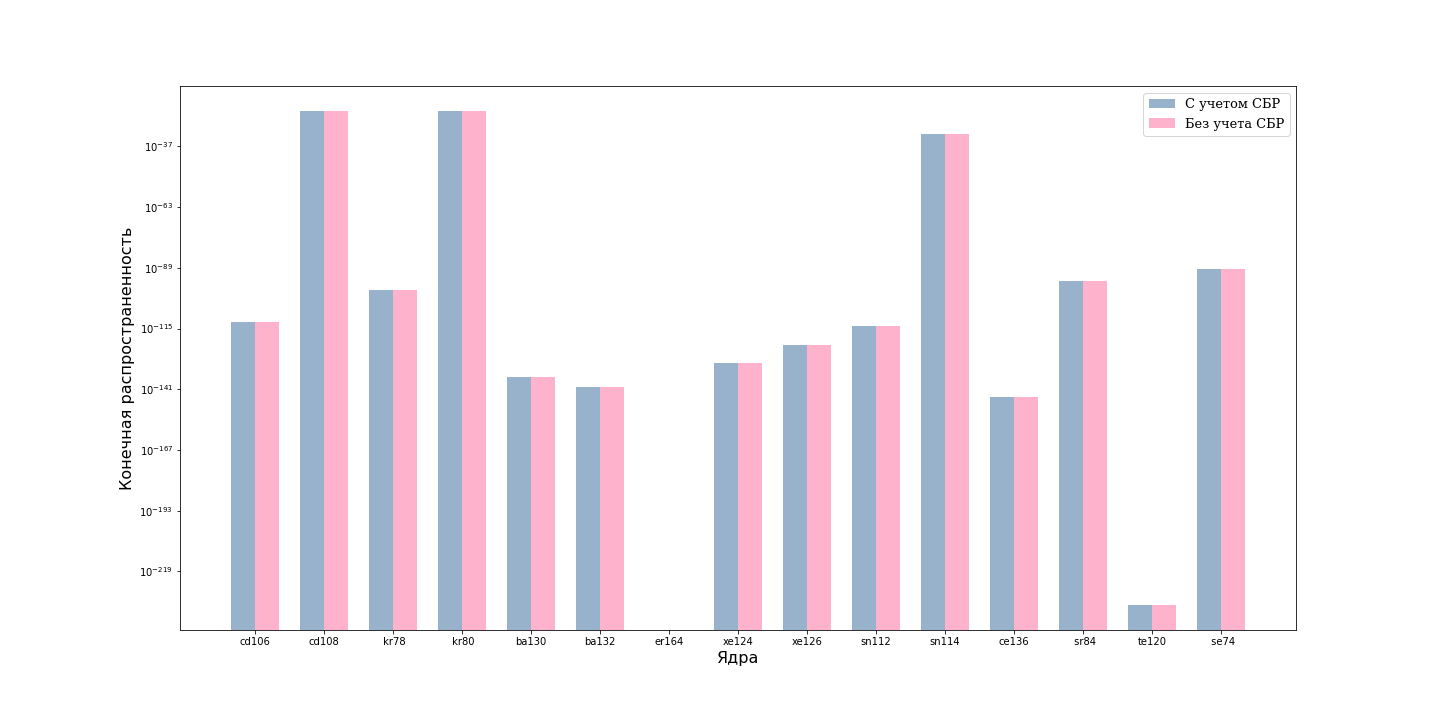 С учетом СБР
Без учета СБР
Конечная распространенность
10⁻³⁷
10⁻⁶³
10⁻⁸⁹
10⁻¹¹⁵
10⁻¹⁴¹
10⁻¹⁶⁷
10⁻¹⁹³
10⁻²¹⁹
cd106 cd108 kr78 kr80 ba130 ba132 er164 xe124 xe126 sn112 sn114 ce136 sr84 te120 se74
Ядра